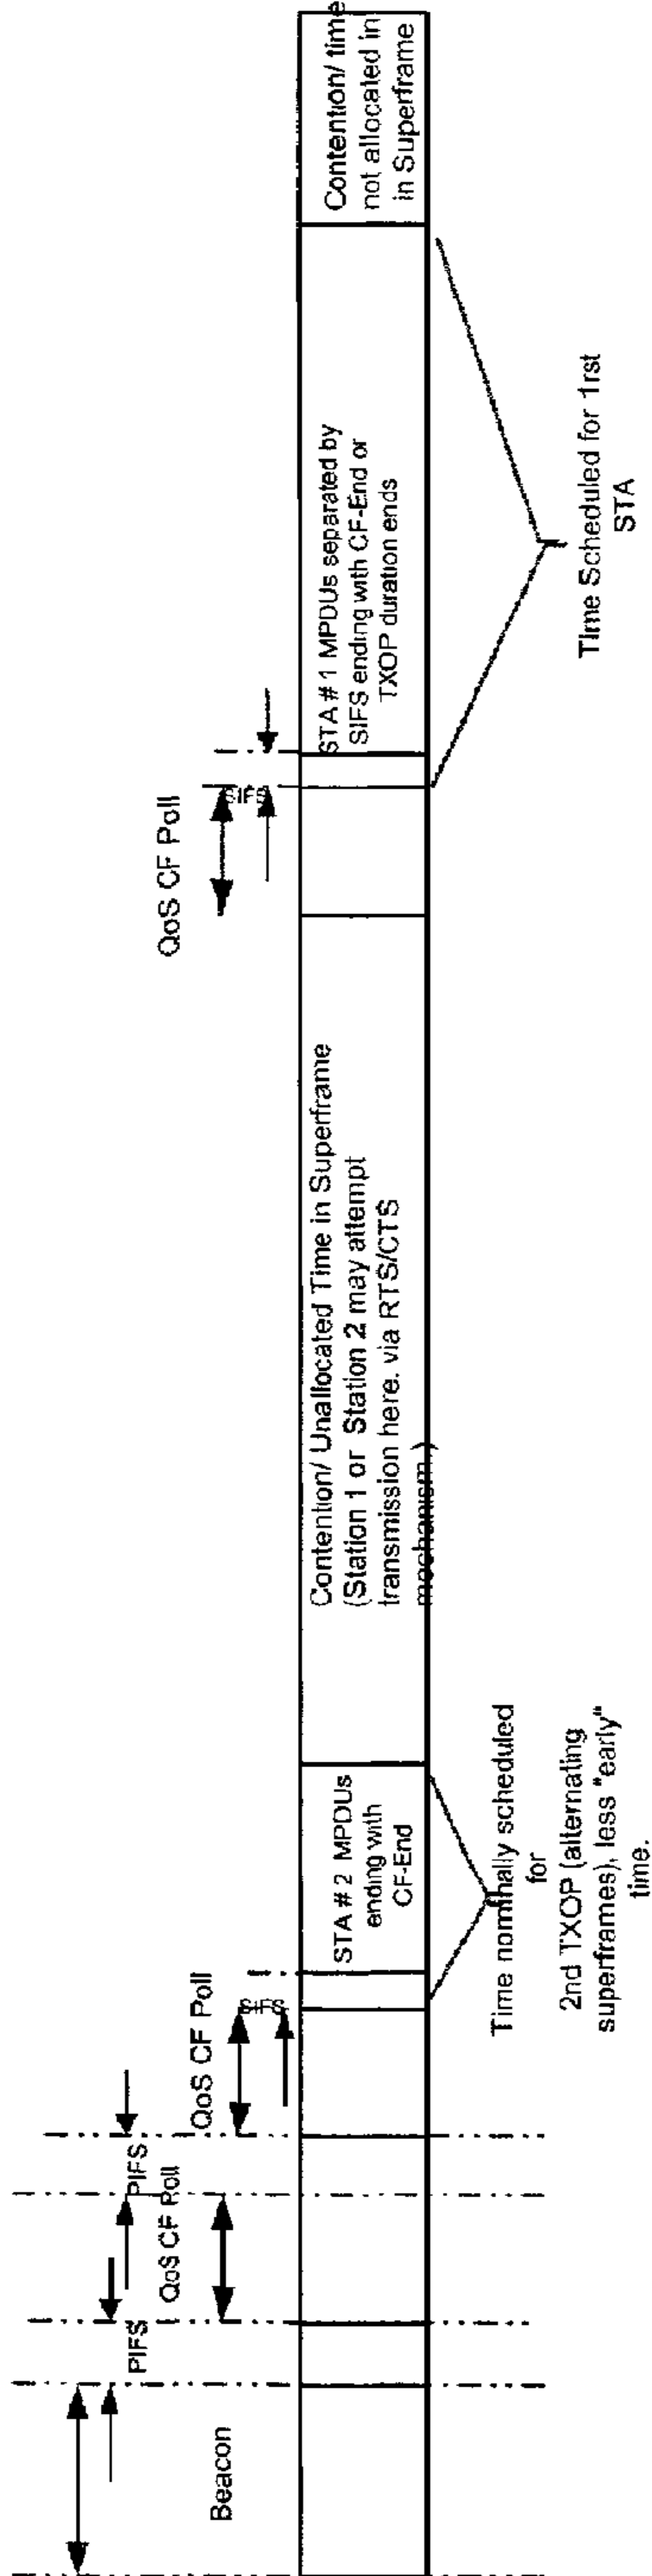 Beacon
PIFS
QoS CF Poll
PIFS
QoS CF Poll
SIFS
STA # 2 MPDUs
ending with
CF-End
Time nominally scheduled
for
2nd TXOP (alternating
superframes), less "early"
time.
Contention/ Unallocated Time in Superframe
(Station 1 or Station 2 may attempt
transmission here. via RTS/CTS
mechanism.)
QoS CF Poll
SIFS
STA # 1 MPDUs separated by
SIFS ending with CF-End or
TXOP duration ends
Time Scheduled for 1rst
STA
Contention/ time
not allocated in
in Superframe